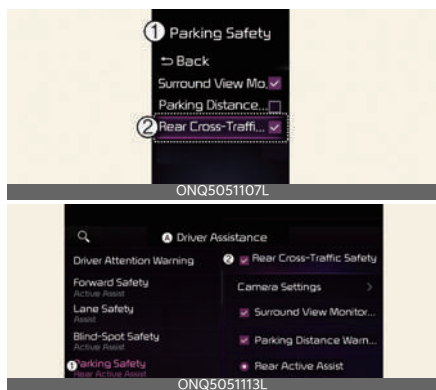 ① Parking Safety
Back
Surround View Mo.
Parking Distance...
② Rear Cross-Traffi...
ONQ5051107L
Ⓐ Driver Assistance
Driver Attention Warning
② Rear Cross-Traffic Safety
Forward Safety
Active Assist
Camera Settings
Lane Safety
Assist
Surround View Monitor...
Blind-Spot Safety
Active Assist
Parking Distance Warn...
① Parking Safety
Rear Active Assist
Rear Active Assist
ONQ5051113L